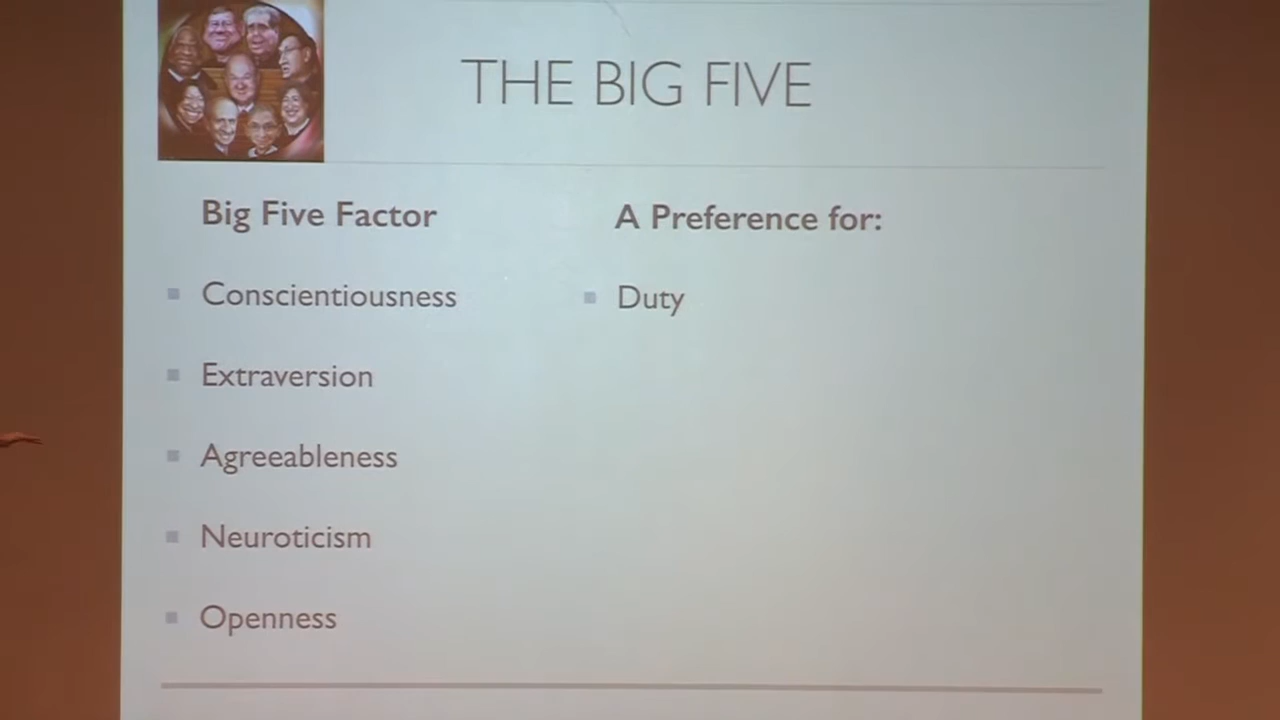 THE BIG FIVE
Big Five Factor
A Preference for:
Conscientiousness
Duty
Extraversion
Agreeableness
Neuroticism
Openness